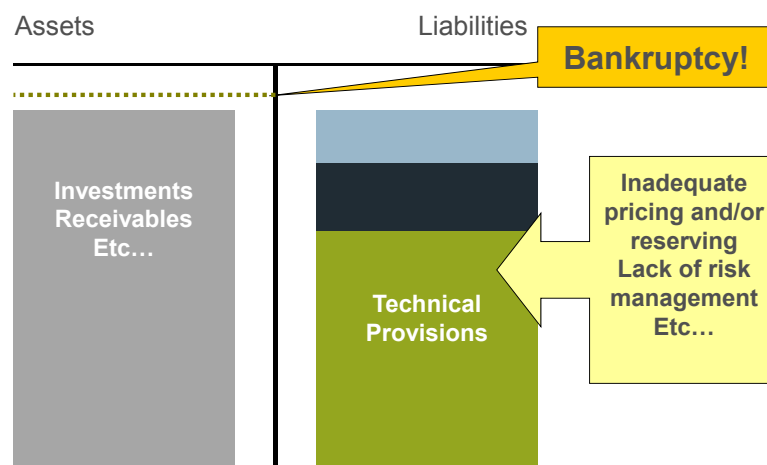 Assets
Liabilities
Bankruptcy!
Investments
Receivables
Etc…
Inadequate
pricing and/or
reserving
Lack of risk
management
Etc…
Technical
Provisions